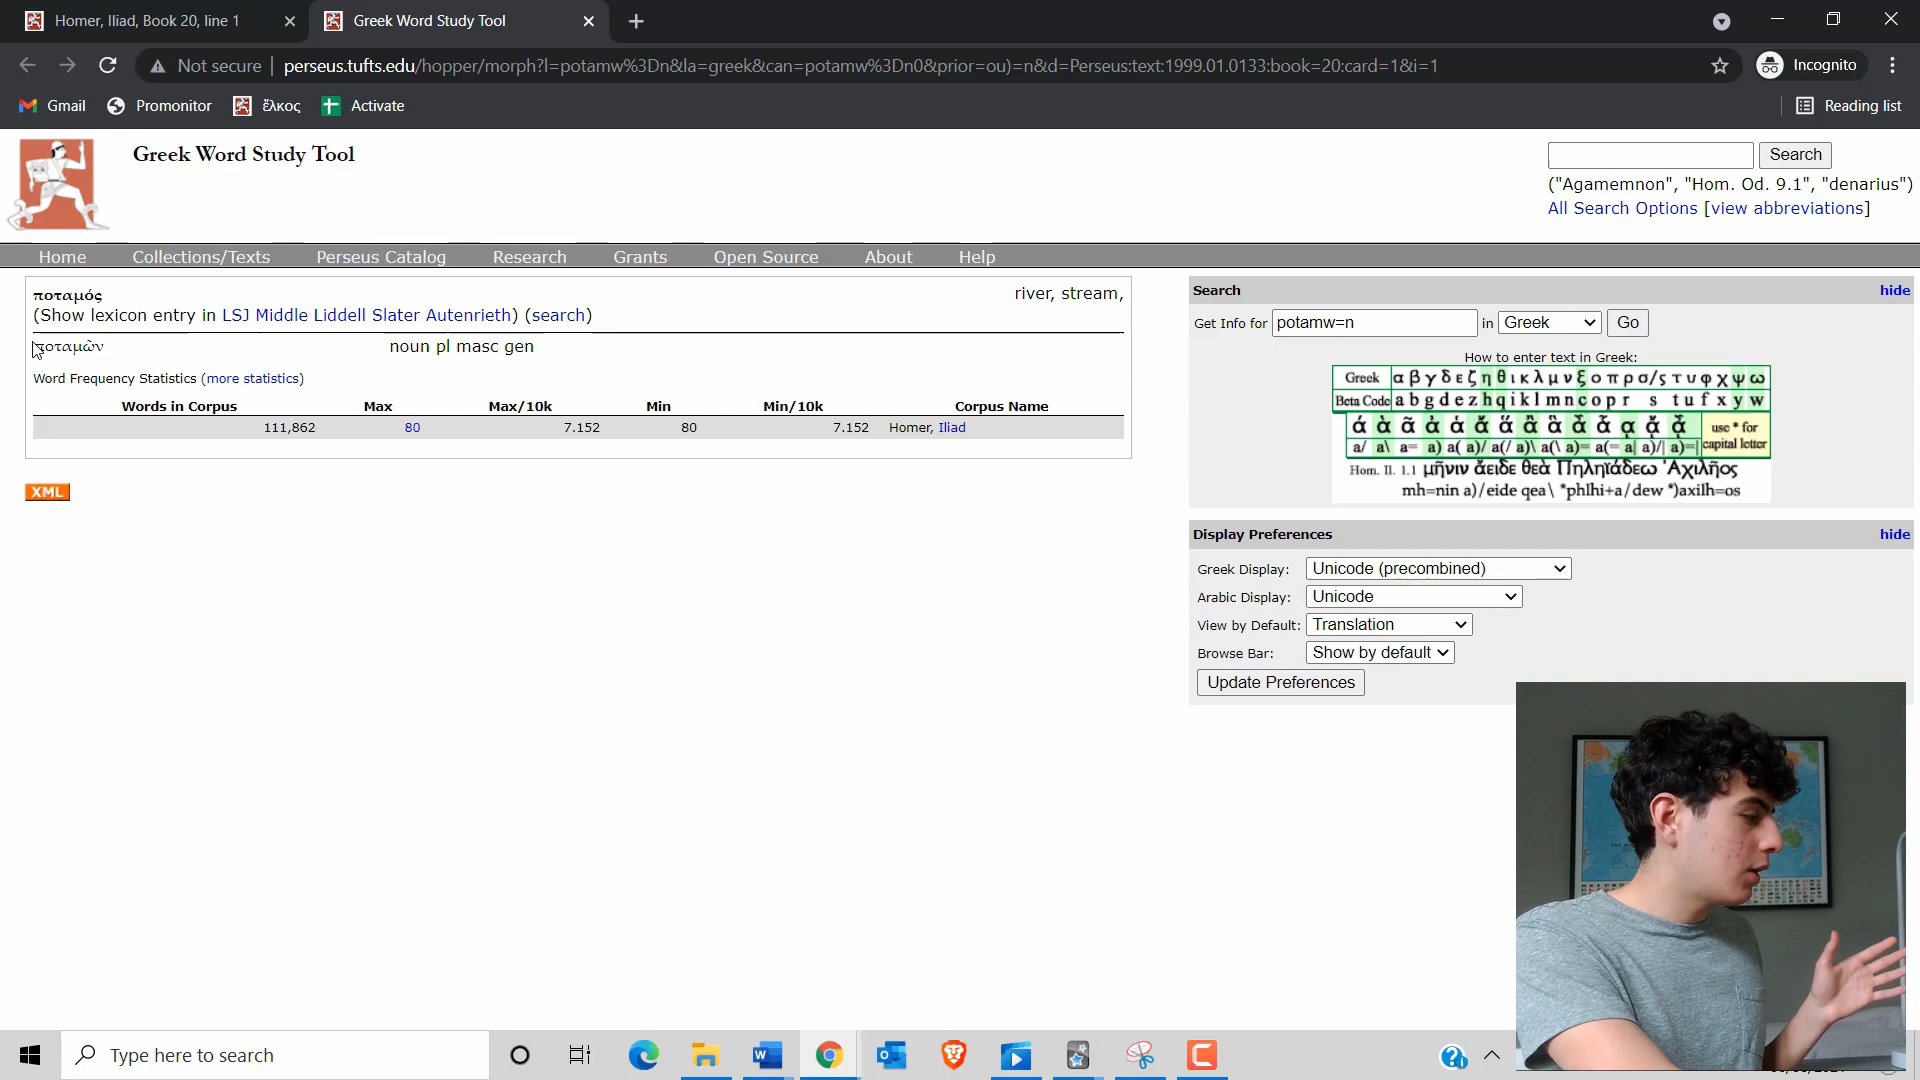 Homer, Iliad, Book 20, line 1
Greek Word Study Tool
Not secure
perseus.tufts.edu/hopper/morph?l=potamw%3Dn&la=greek&can=potamw%3Dn0&prior=ou)=n&d=Perseus:text:1999.01.0133:book=20:card=1&i=1
Incognito
Gmail
Promonitor
ἕλκος
Activate
Reading list
Greek Word Study Tool
Search
("Agamemnon", "Hom. Od. 9.1", "denarius")
All Search Options [view abbreviations]
Home
Collections/Texts
Perseus Catalog
Research
Grants
Open Source
About
Help
ποταμός
river, stream,
(Show lexicon entry in LSJ Middle Liddell Slater Autenrieth) (search)
ποταμῶν
noun pl masc gen
Word Frequency Statistics (more statistics)
Words in Corpus Max Max/10k Min Min/10k Corpus Name
111,862 80 7.152 80 7.152 Homer, Iliad
XML
Search
hide
Get Info for potamw=n in Greek Go
How to enter text in Greek:
Greek α β γ δ ε ζ η θ ι κ λ μ ν ξ ο π ρ σ/ς τ υ φ χ ψ ω
Beta Code a b g d e z h q i k l m n c o p r s t u f x y w
ά ὰ ᾶ ἀ ἁ ἄ ἅ ἂ ἃ ἆ ἇ ᾳ ᾄ ᾆ
use * for capital letter
a/ a\ a= a) a( a)/ a(/ a)\ a(\ a)= a(= a| a)/| a)=|
Hom. Il. 1.1 μῆνιν ἄειδε θεὰ Πηληϊάδεω Ἀχιλῆος
mh=nin a)/eide qea\ *phlhi+a/dew *)axilh=os
Display Preferences
hide
Greek Display: Unicode (precombined)
Arabic Display: Unicode
View by Default: Translation
Browse Bar: Show by default
Update Preferences
Type here to search